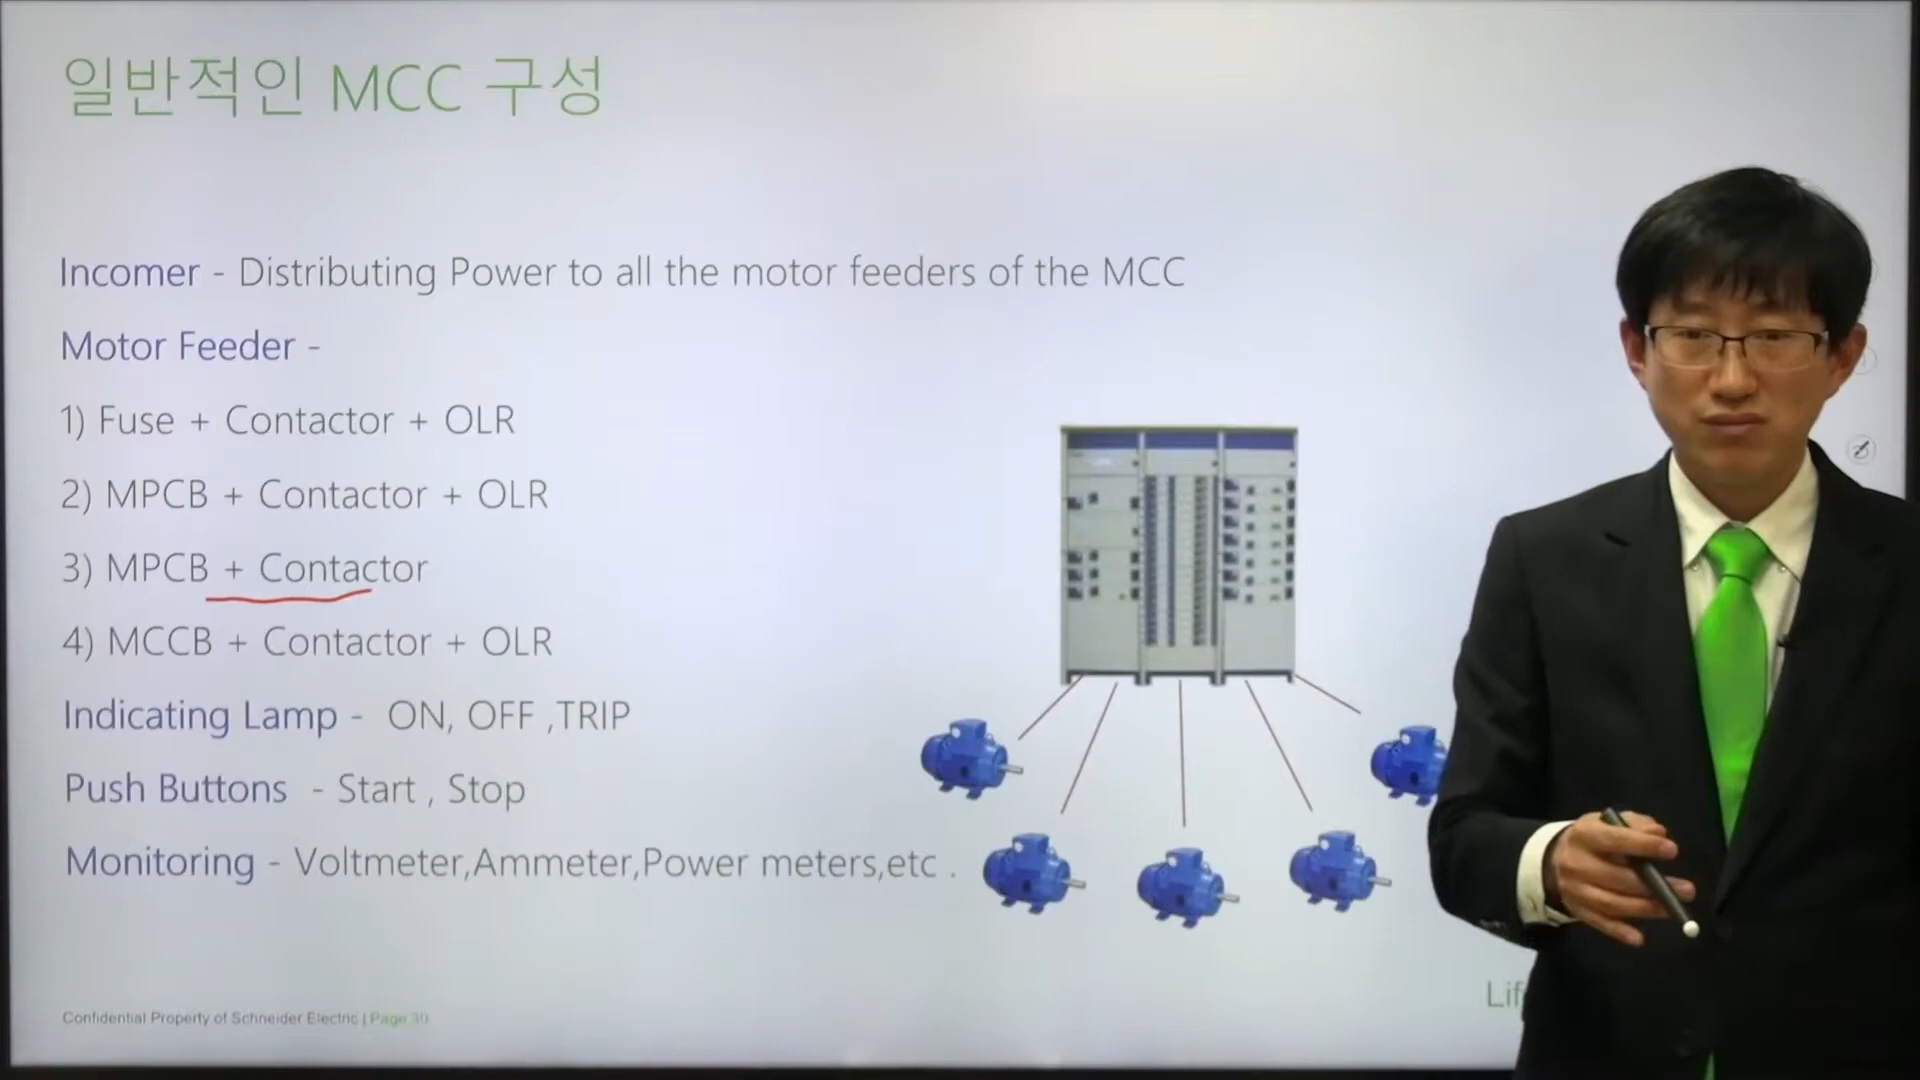 일반적인 MCC 구성
Incomer - Distributing Power to all the motor feeders of the MCC
Motor Feeder -
1) Fuse + Contactor + OLR
2) MPCB + Contactor + OLR
3) MPCB + Contactor
4) MCCB + Contactor + OLR
Indicating Lamp - ON, OFF ,TRIP
Push Buttons - Start , Stop
Monitoring - Voltmeter,Ammeter,Power meters,etc .
Confidential Property of Schneider Electric | Page 30